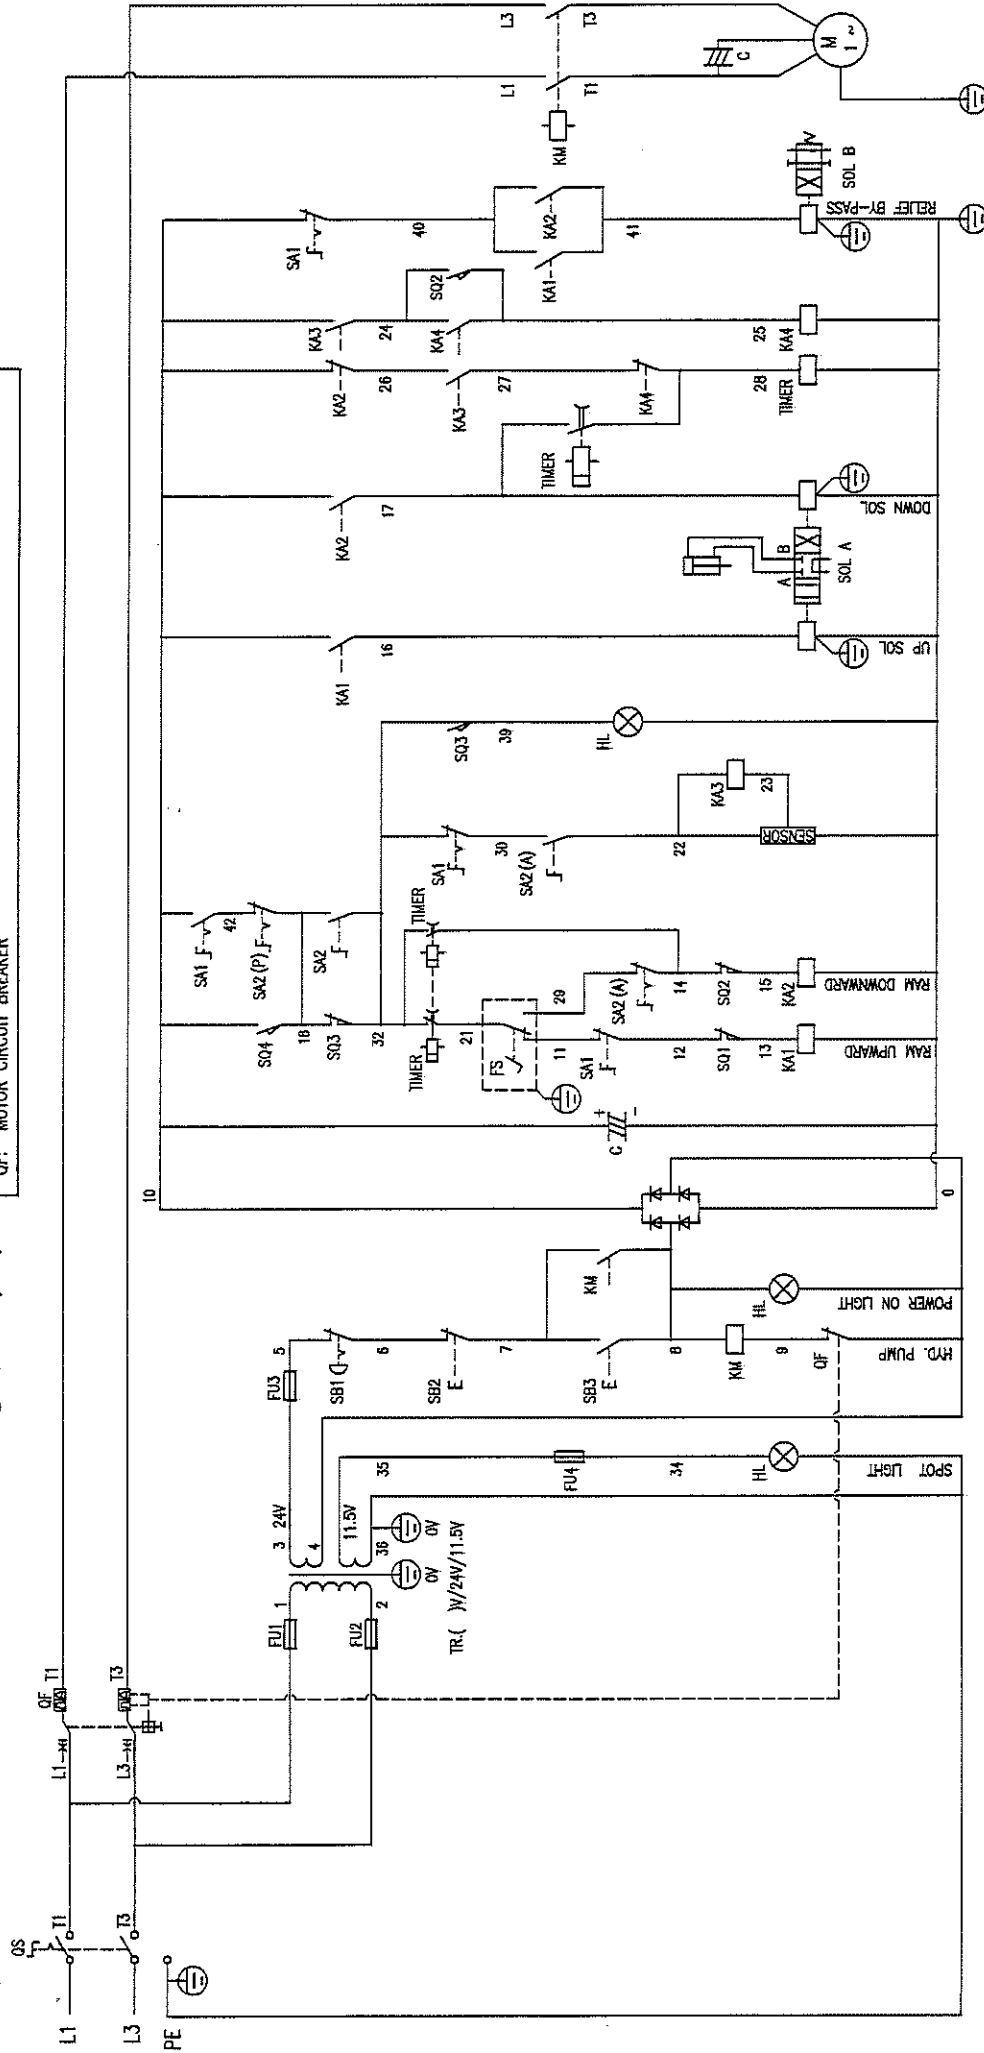 QF: MOTOR CIRCUIT BREAKER
L1
L3
PE
QS
T1
T3
L1
L3
QF T1
T3
FU1
FU2
1
2
3 24V
4
11.5V
36
0V
0V
TR.( )V/24V/11.5V
FU3
5
SB1
6
SB2
7
SB3
KM
8
KM
9
QF
HYD. PUMP
HL
POWER ON LIGHT
35
FU4
34
HL
SPOT LIGHT
10
0
C
+
-
SQ4
18
SQ3
32
TIMER
21
FS
11
SA1
12
SQ1
13
KA1
RAM UPWARD
SA1
42
SA2(P)
SA2
TIMER
29
SA2(A)
14
SQ2
15
KA2
RAM DOWNWARD
SA1
30
SA2(A)
22
KA3
23
SENSOR
SQ3
39
HL
KA1
16
UP SOL
A
B
SOL A
KA2
17
DOWN SOL
TIMER
KA2
26
KA3
27
KA4
28
TIMER
KA3
24
KA4
SQ2
25
KA4
SA1
40
KA1
KA2
41
RELIEF BY-PASS
SOL B
L1
L3
KM
T1
T3
C
M
1
2